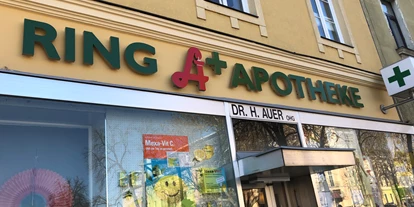 RING A+ APOTHEKE
DR. H. AUER OHG
Mexa-Vit C.